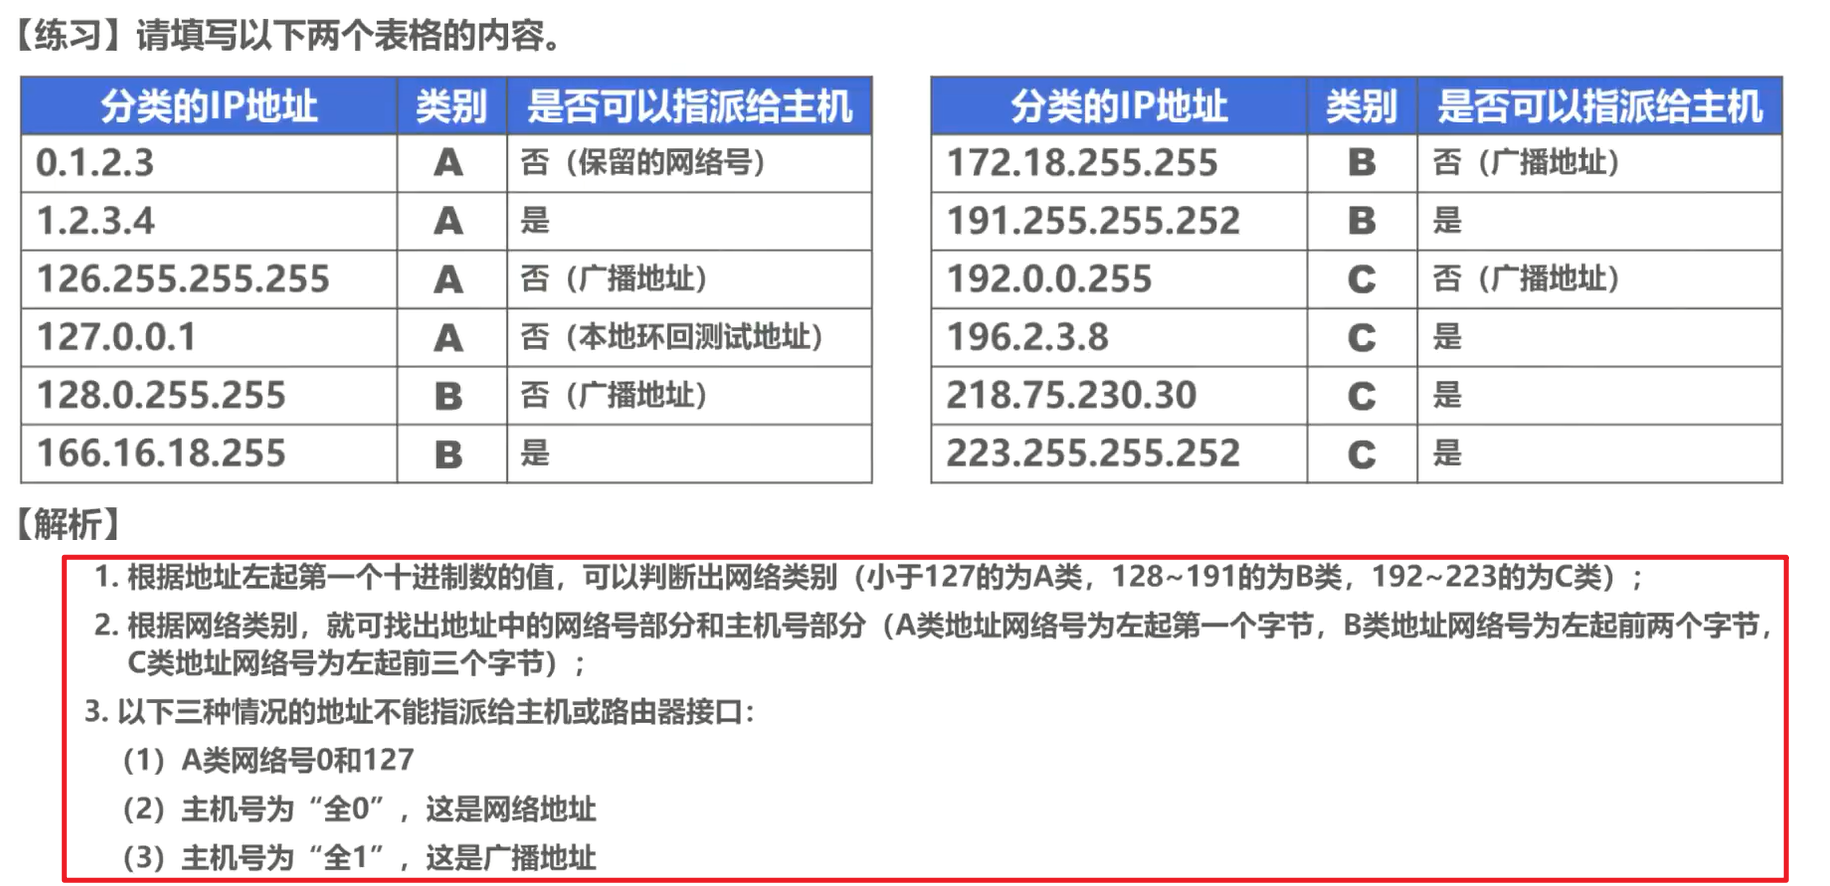 【练习】请填写以下两个表格的内容。
分类的IP地址 类别 是否可以指派给主机
0.1.2.3 A 否（保留的网络号）
1.2.3.4 A 是
126.255.255.255 A 否（广播地址）
127.0.0.1 A 否（本地环回测试地址）
128.0.255.255 B 否（广播地址）
166.16.18.255 B 是
分类的IP地址 类别 是否可以指派给主机
172.18.255.255 B 否（广播地址）
191.255.255.252 B 是
192.0.0.255 C 否（广播地址）
196.2.3.8 C 是
218.75.230.30 C 是
223.255.255.252 C 是
【解析】
1. 根据地址左起第一个十进制数的值，可以判断出网络类别（小于127的为A类，128~191的为B类，192~223的为C类）；
2. 根据网络类别，就可找出地址中的网络号部分和主机号部分（A类地址网络号为左起第一个字节，B类地址网络号为左起前两个字节，
C类地址网络号为左起前三个字节）；
3. 以下三种情况的地址不能指派给主机或路由器接口：
（1）A类网络号0和127
（2）主机号为“全0”，这是网络地址
（3）主机号为“全1”，这是广播地址